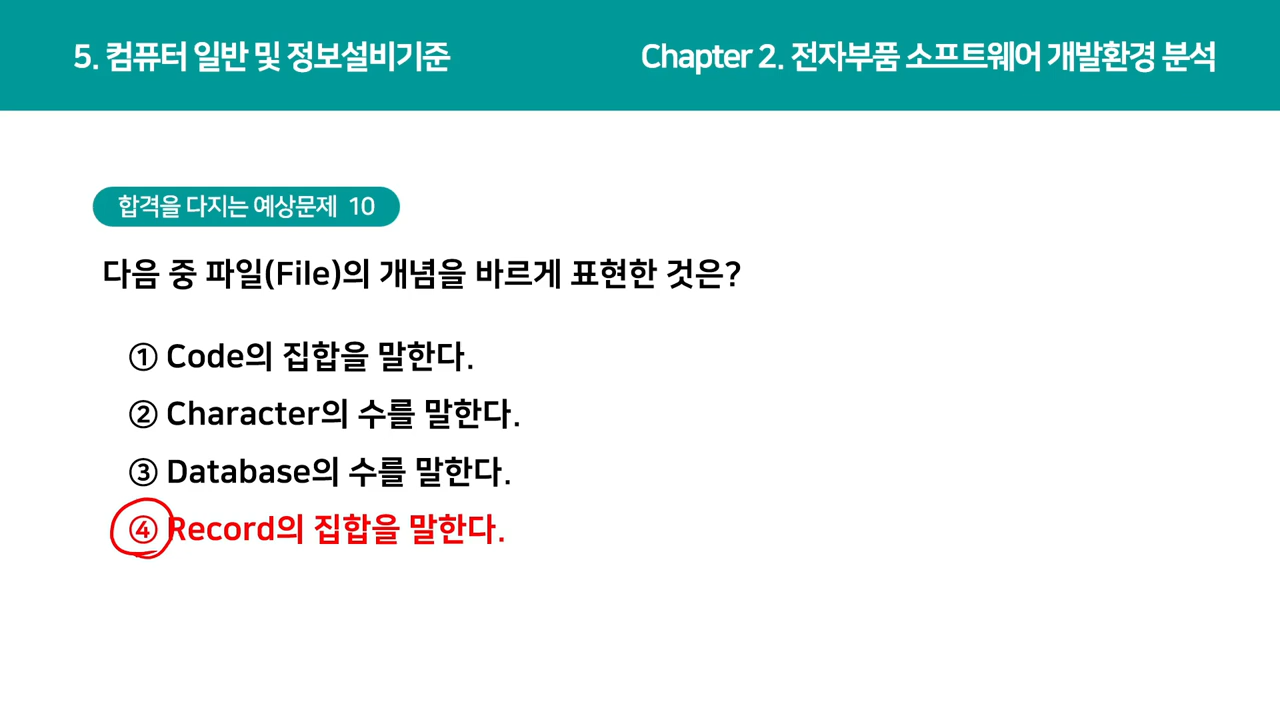 5. 컴퓨터 일반 및 정보설비기준
Chapter 2. 전자부품 소프트웨어 개발환경 분석
합격을 다지는 예상문제 10
다음 중 파일(File)의 개념을 바르게 표현한 것은?
① Code의 집합을 말한다.
② Character의 수를 말한다.
③ Database의 수를 말한다.
④ Record의 집합을 말한다.